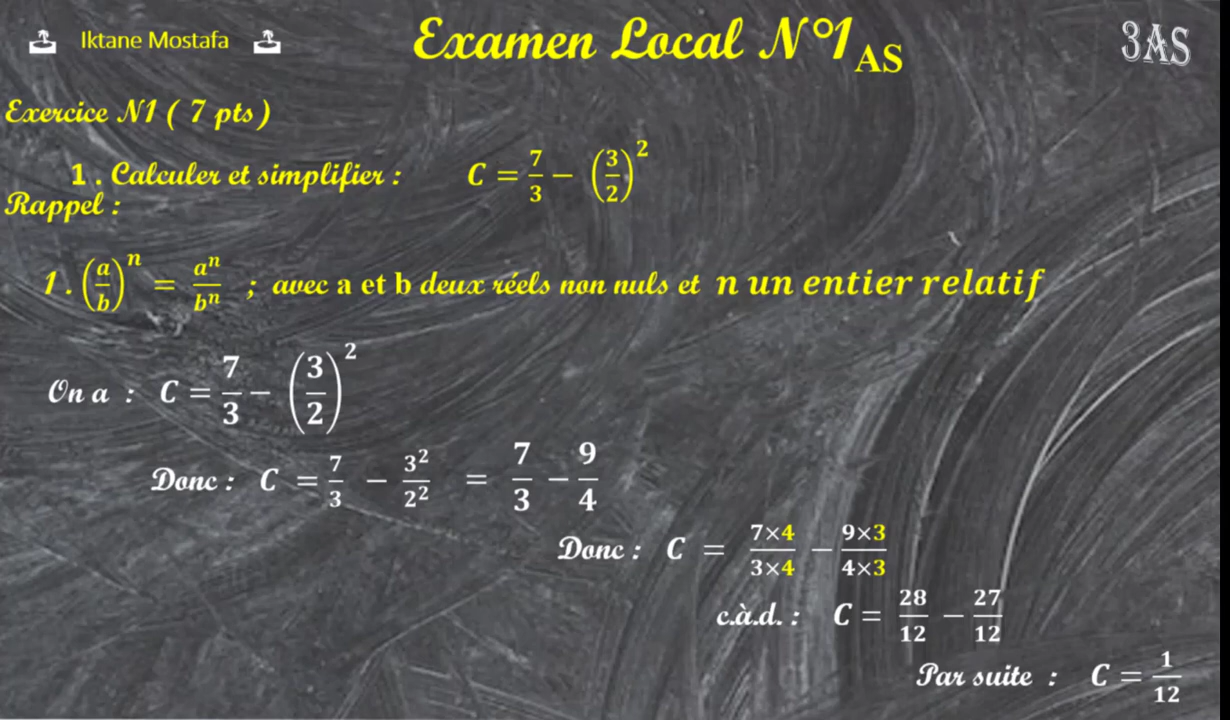 Iktane Mostafa
Examen Local N°1 AS
3AS
Exercice N1 ( 7 pts )
1 . Calculer et simplifier : C = 7/3 − (3/2)²
Rappel :
1 . (a/b)ⁿ = aⁿ/bⁿ ; avec a et b deux réels non nuls et n un entier relatif
On a : C = 7/3 − (3/2)²
Donc : C = 7/3 − 3²/2² = 7/3 − 9/4
Donc : C = 7×4/3×4 − 9×3/4×3
c.à.d. : C = 28/12 − 27/12
Par suite : C = 1/12